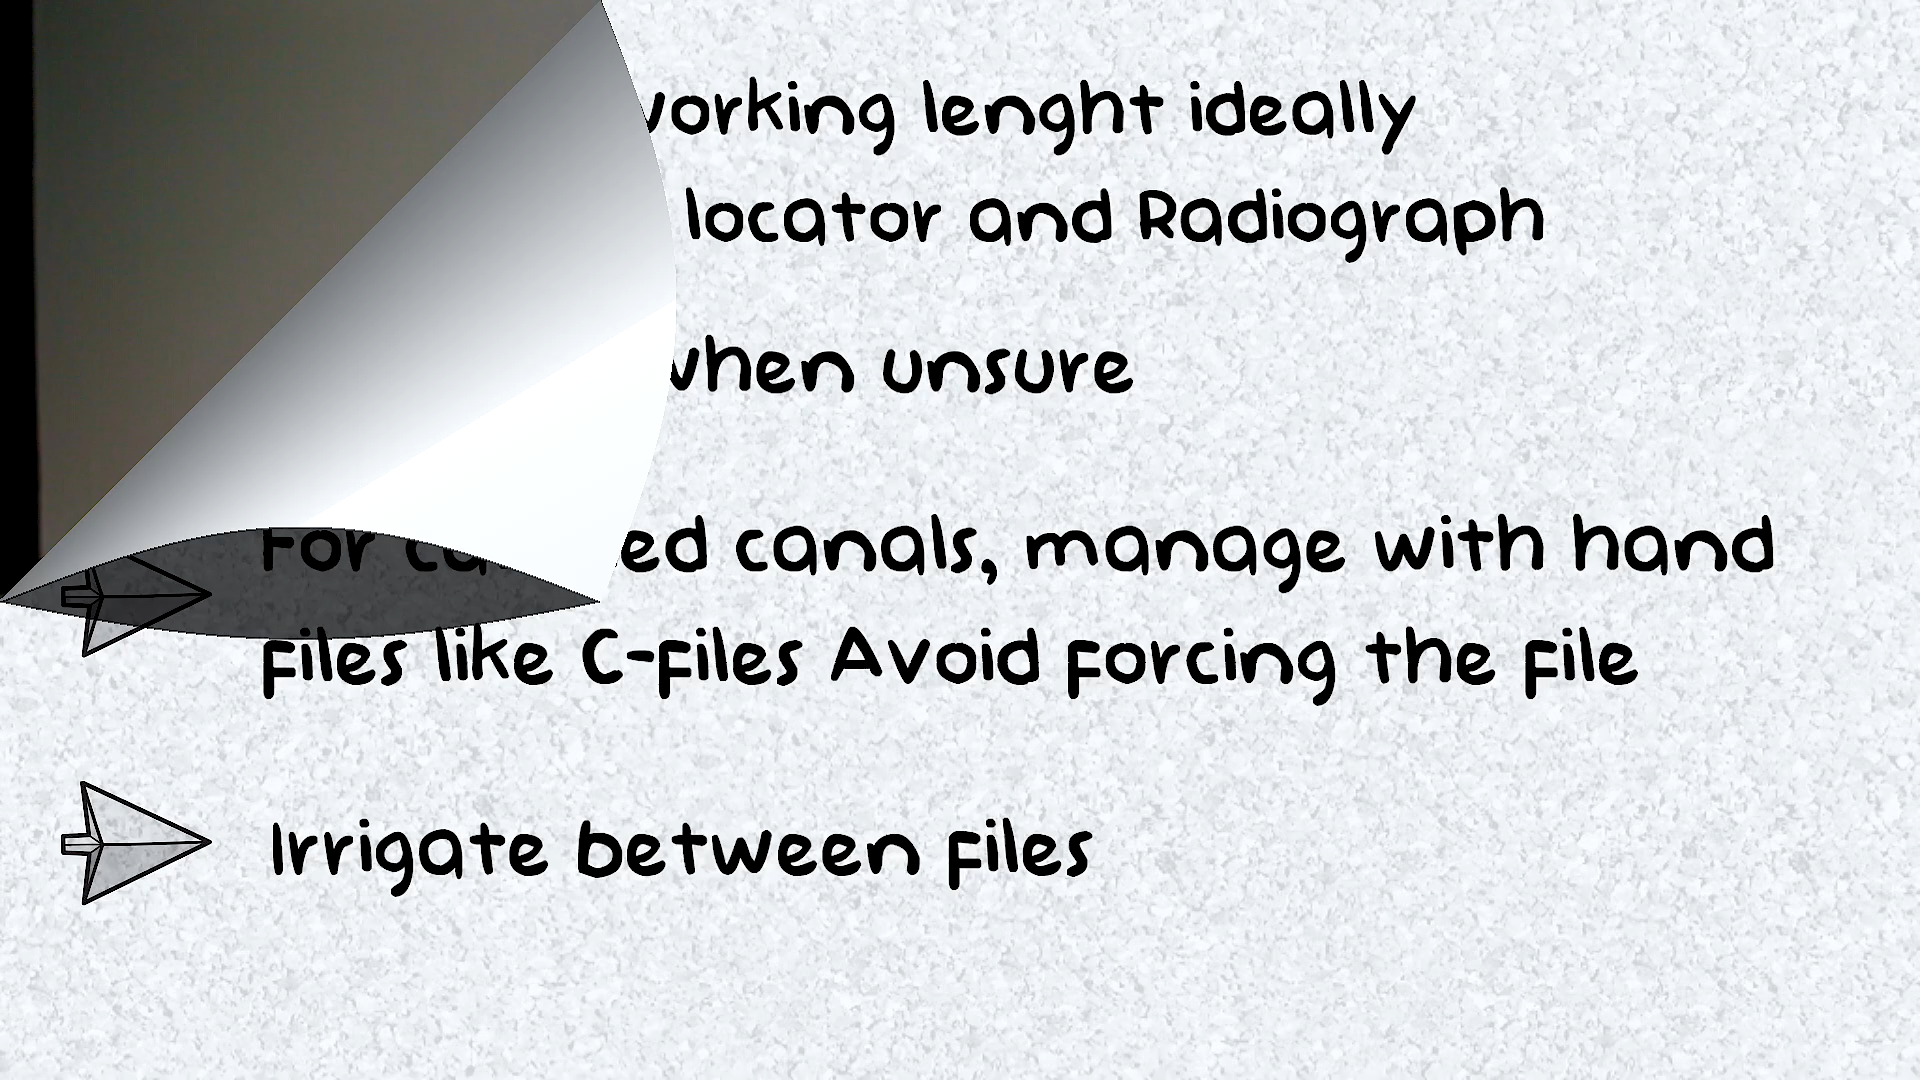 working lenght ideally
locator and Radiograph
when unsure
For canals, manage with hand
files like C-files Avoid forcing the file
Irrigate between files